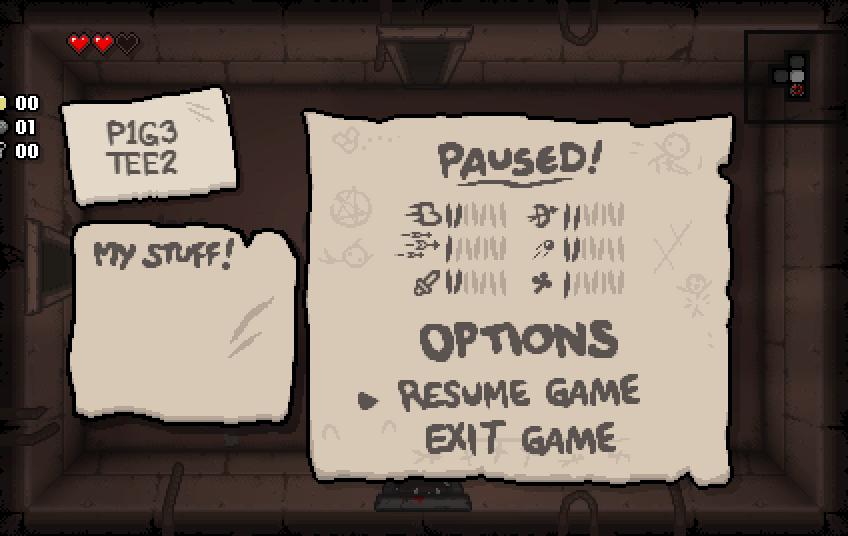 00
01
00
P1G3
TEE2
MY STUFF!
PAUSED!
OPTIONS
RESUME GAME
EXIT GAME